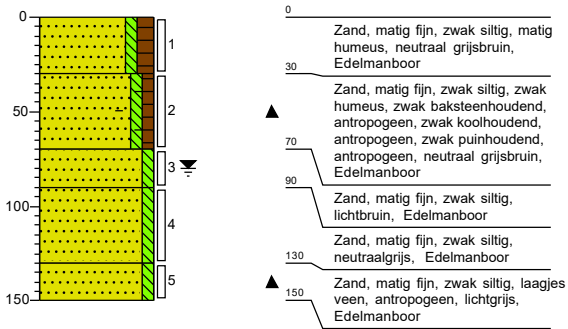 0
50
100
150
1
2
3
4
5
0
Zand, matig fijn, zwak siltig, matig
humeus, neutraal grijsbruin,
Edelmanboor
30
Zand, matig fijn, zwak siltig, zwak
humeus, zwak baksteenhoudend,
antropogeen, zwak koolhoudend,
antropogeen, zwak puinhoudend,
antropogeen, neutraal grijsbruin,
Edelmanboor
70
90
Zand, matig fijn, zwak siltig,
lichtbruin, Edelmanboor
Zand, matig fijn, zwak siltig,
neutraalgrijs, Edelmanboor
130
Zand, matig fijn, zwak siltig, laagjes
veen, antropogeen, lichtgrijs,
Edelmanboor
150